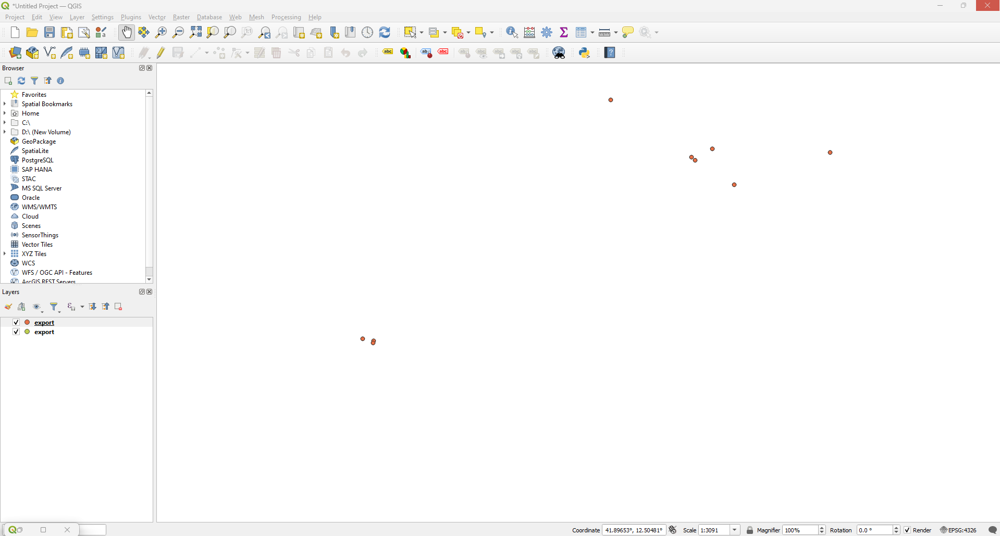 *Untitled Project — QGIS
Project Edit View Layer Settings Plugins Vector Raster Database Web Mesh Processing Help
Browser
Favorites
Spatial Bookmarks
Home
C:\
D:\ (New Volume)
GeoPackage
SpatiaLite
PostgreSQL
SAP HANA
STAC
MS SQL Server
Oracle
WMS/WMTS
Cloud
Scenes
SensorThings
Vector Tiles
XYZ Tiles
WCS
WFS / OGC API - Features
ArcGIS REST Servers
Layers
export
export
Coordinate 41.89653°, 12.50481° Scale 1:3091 Magnifier 100% Rotation 0.0 ° Render EPSG:4326